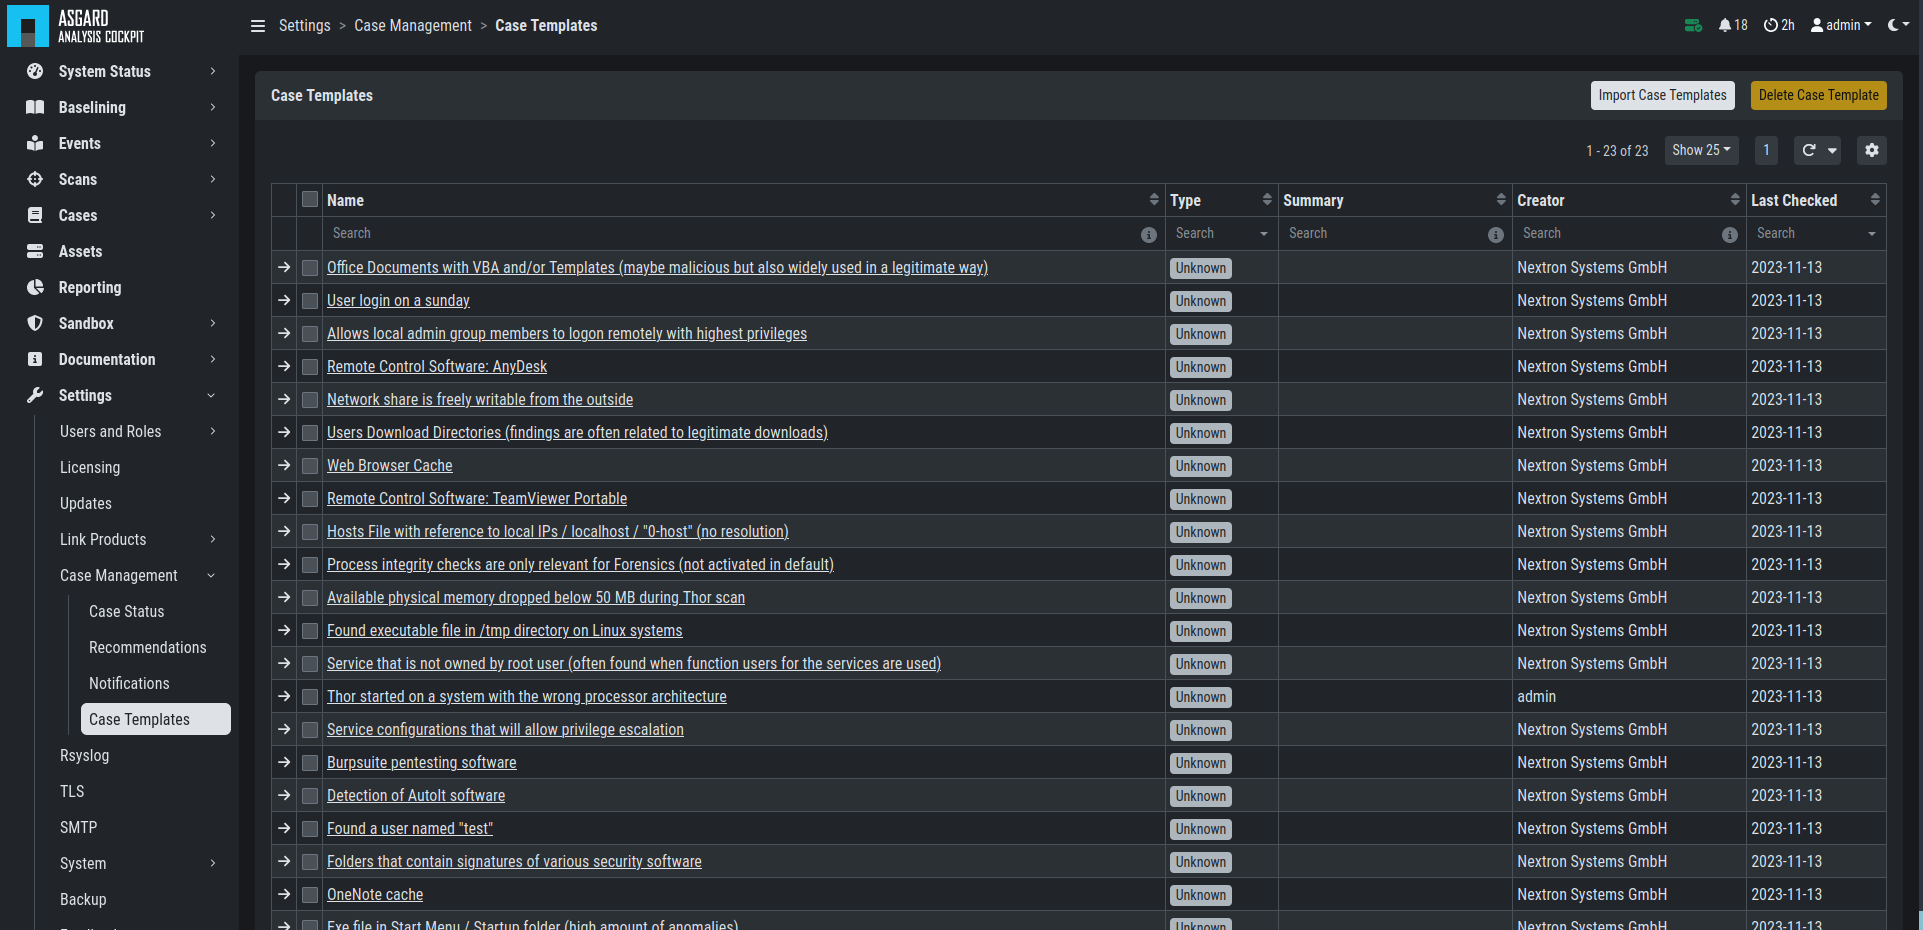 ASGARD
ANALYSIS COCKPIT
Settings > Case Management > Case Templates
18 2h admin
System Status
Baselining
Events
Scans
Cases
Assets
Reporting
Sandbox
Documentation
Settings
Users and Roles
Licensing
Updates
Link Products
Case Management
Case Status
Recommendations
Notifications
Case Templates
Rsyslog
TLS
SMTP
System
Backup
Case Templates Import Case Templates Delete Case Template
1 - 23 of 23 Show 25 1
Name Type Summary Creator Last Checked
Search Search Search Search Search
Office Documents with VBA and/or Templates (maybe malicious but also widely used in a legitimate way) Unknown Nextron Systems GmbH 2023-11-13
User login on a sunday Unknown Nextron Systems GmbH 2023-11-13
Allows local admin group members to logon remotely with highest privileges Unknown Nextron Systems GmbH 2023-11-13
Remote Control Software: AnyDesk Unknown Nextron Systems GmbH 2023-11-13
Network share is freely writable from the outside Unknown Nextron Systems GmbH 2023-11-13
Users Download Directories (findings are often related to legitimate downloads) Unknown Nextron Systems GmbH 2023-11-13
Web Browser Cache Unknown Nextron Systems GmbH 2023-11-13
Remote Control Software: TeamViewer Portable Unknown Nextron Systems GmbH 2023-11-13
Hosts File with reference to local IPs / localhost / "0-host" (no resolution) Unknown Nextron Systems GmbH 2023-11-13
Process integrity checks are only relevant for Forensics (not activated in default) Unknown Nextron Systems GmbH 2023-11-13
Available physical memory dropped below 50 MB during Thor scan Unknown Nextron Systems GmbH 2023-11-13
Found executable file in /tmp directory on Linux systems Unknown Nextron Systems GmbH 2023-11-13
Service that is not owned by root user (often found when function users for the services are used) Unknown Nextron Systems GmbH 2023-11-13
Thor started on a system with the wrong processor architecture Unknown admin 2023-11-13
Service configurations that will allow privilege escalation Unknown Nextron Systems GmbH 2023-11-13
Burpsuite pentesting software Unknown Nextron Systems GmbH 2023-11-13
Detection of AutoIt software Unknown Nextron Systems GmbH 2023-11-13
Found a user named "test" Unknown Nextron Systems GmbH 2023-11-13
Folders that contain signatures of various security software Unknown Nextron Systems GmbH 2023-11-13
OneNote cache Unknown Nextron Systems GmbH 2023-11-13
Exe file in Start Menu / Startup folder (high amount of anomalies) Unknown Nextron Systems GmbH 2023-11-13